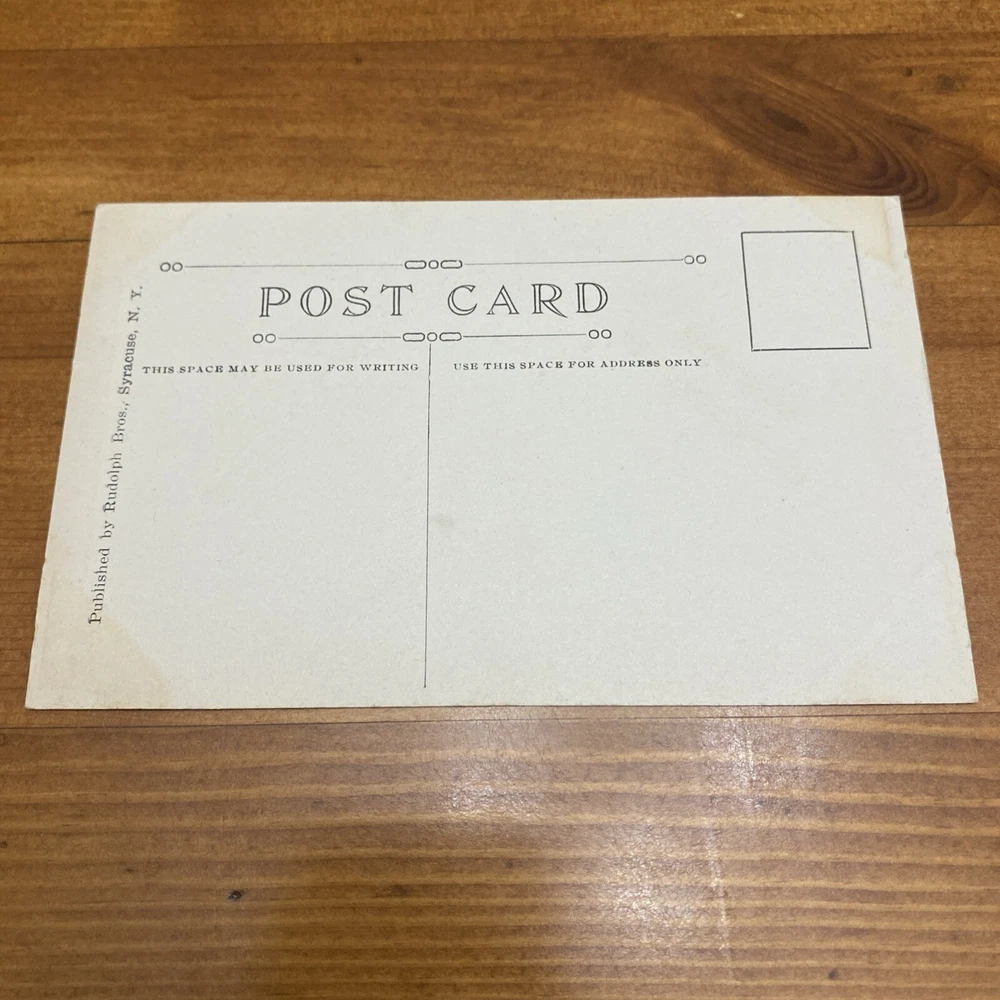 POST CARD
THIS SPACE MAY BE USED FOR WRITING
USE THIS SPACE FOR ADDRESS ONLY
Published by Rudolph Bros., Syracuse, N. Y.